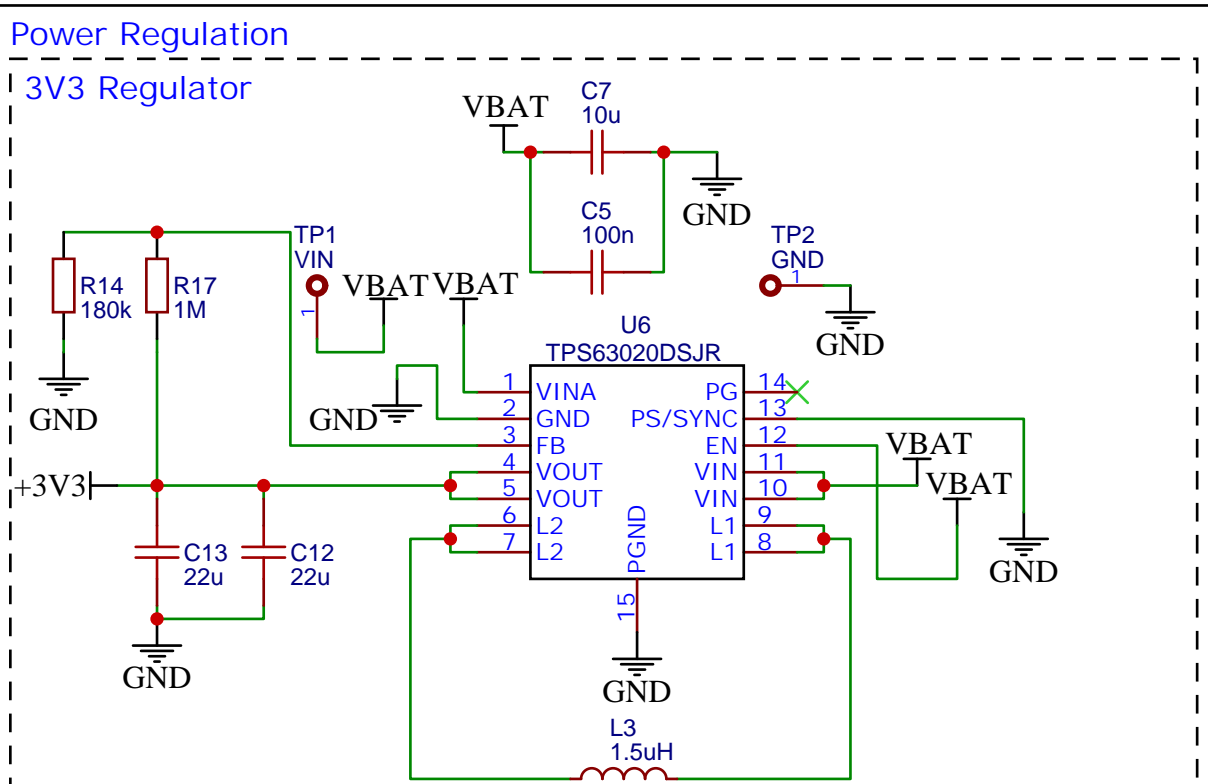 Power Regulation
3V3 Regulator
C7
10u
VBAT
GND
C5
100n
TP1
VIN
1
TP2
GND
1
GND
R14
180k
R17
1M
GND
VBAT
VBAT
U6
TPS63020DSJR
GND
1
VINA
2
GND
3
FB
4
VOUT
5
VOUT
6
L2
7
L2
14
PG
13
PS/SYNC
12
EN
11
VIN
10
VIN
9
L1
8
L1
PGND
15
GND
VBAT
VBAT
GND
+3V3
C13
22u
C12
22u
GND
L3
1.5uH